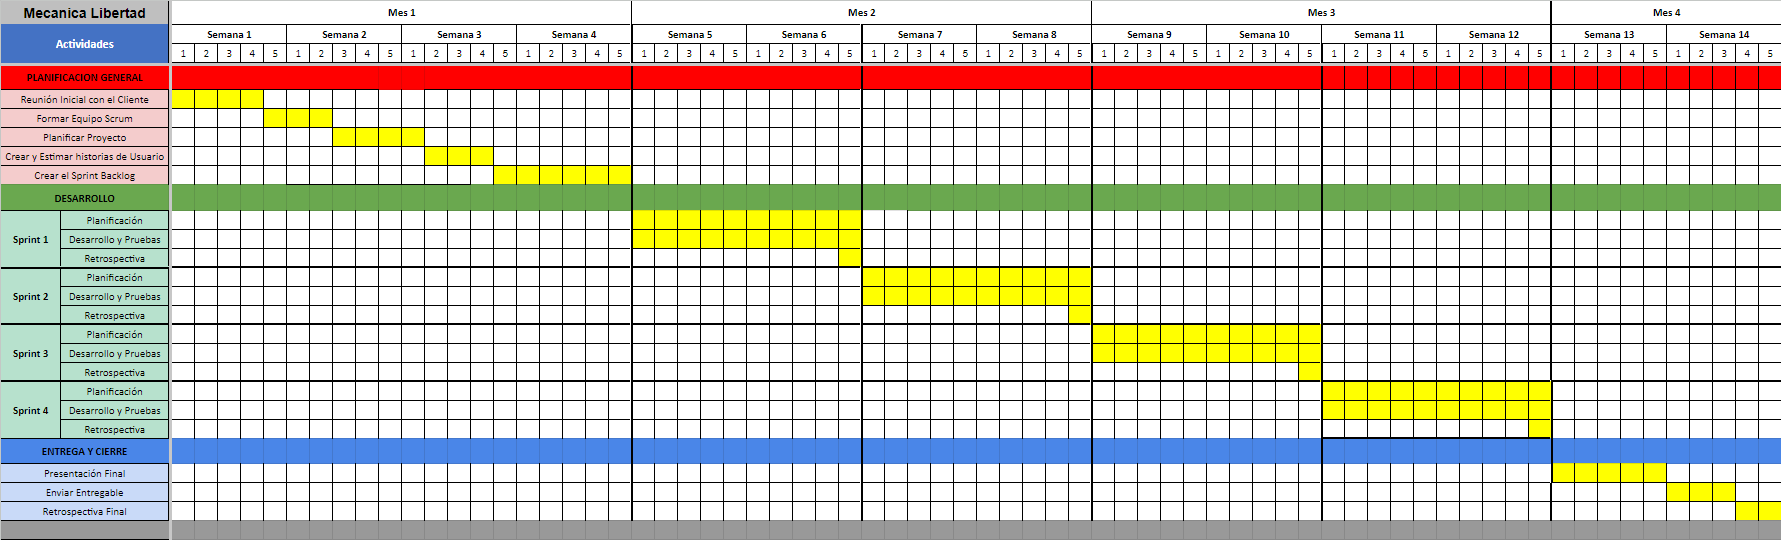 Mecanica Libertad Mes 1 Mes 2 Mes 3 Mes 4
Actividades Semana 1 Semana 2 Semana 3 Semana 4 Semana 5 Semana 6 Semana 7 Semana 8 Semana 9 Semana 10 Semana 11 Semana 12 Semana 13 Semana 14
1 2 3 4 5 1 2 3 4 5 1 2 3 4 5 1 2 3 4 5 1 2 3 4 5 1 2 3 4 5 1 2 3 4 5 1 2 3 4 5 1 2 3 4 5 1 2 3 4 5 1 2 3 4 5 1 2 3 4 5 1 2 3 4 5 1 2 3 4 5
PLANIFICACION GENERAL
Reunión Inicial con el Cliente
Formar Equipo Scrum
Planificar Proyecto
Crear y Estimar historias de Usuario
Crear el Sprint Backlog
DESARROLLO
Sprint 1
Planificación
Desarrollo y Pruebas
Retrospectiva
Sprint 2
Planificación
Desarrollo y Pruebas
Retrospectiva
Sprint 3
Planificación
Desarrollo y Pruebas
Retrospectiva
Sprint 4
Planificación
Desarrollo y Pruebas
Retrospectiva
ENTREGA Y CIERRE
Presentación Final
Enviar Entregable
Retrospectiva Final